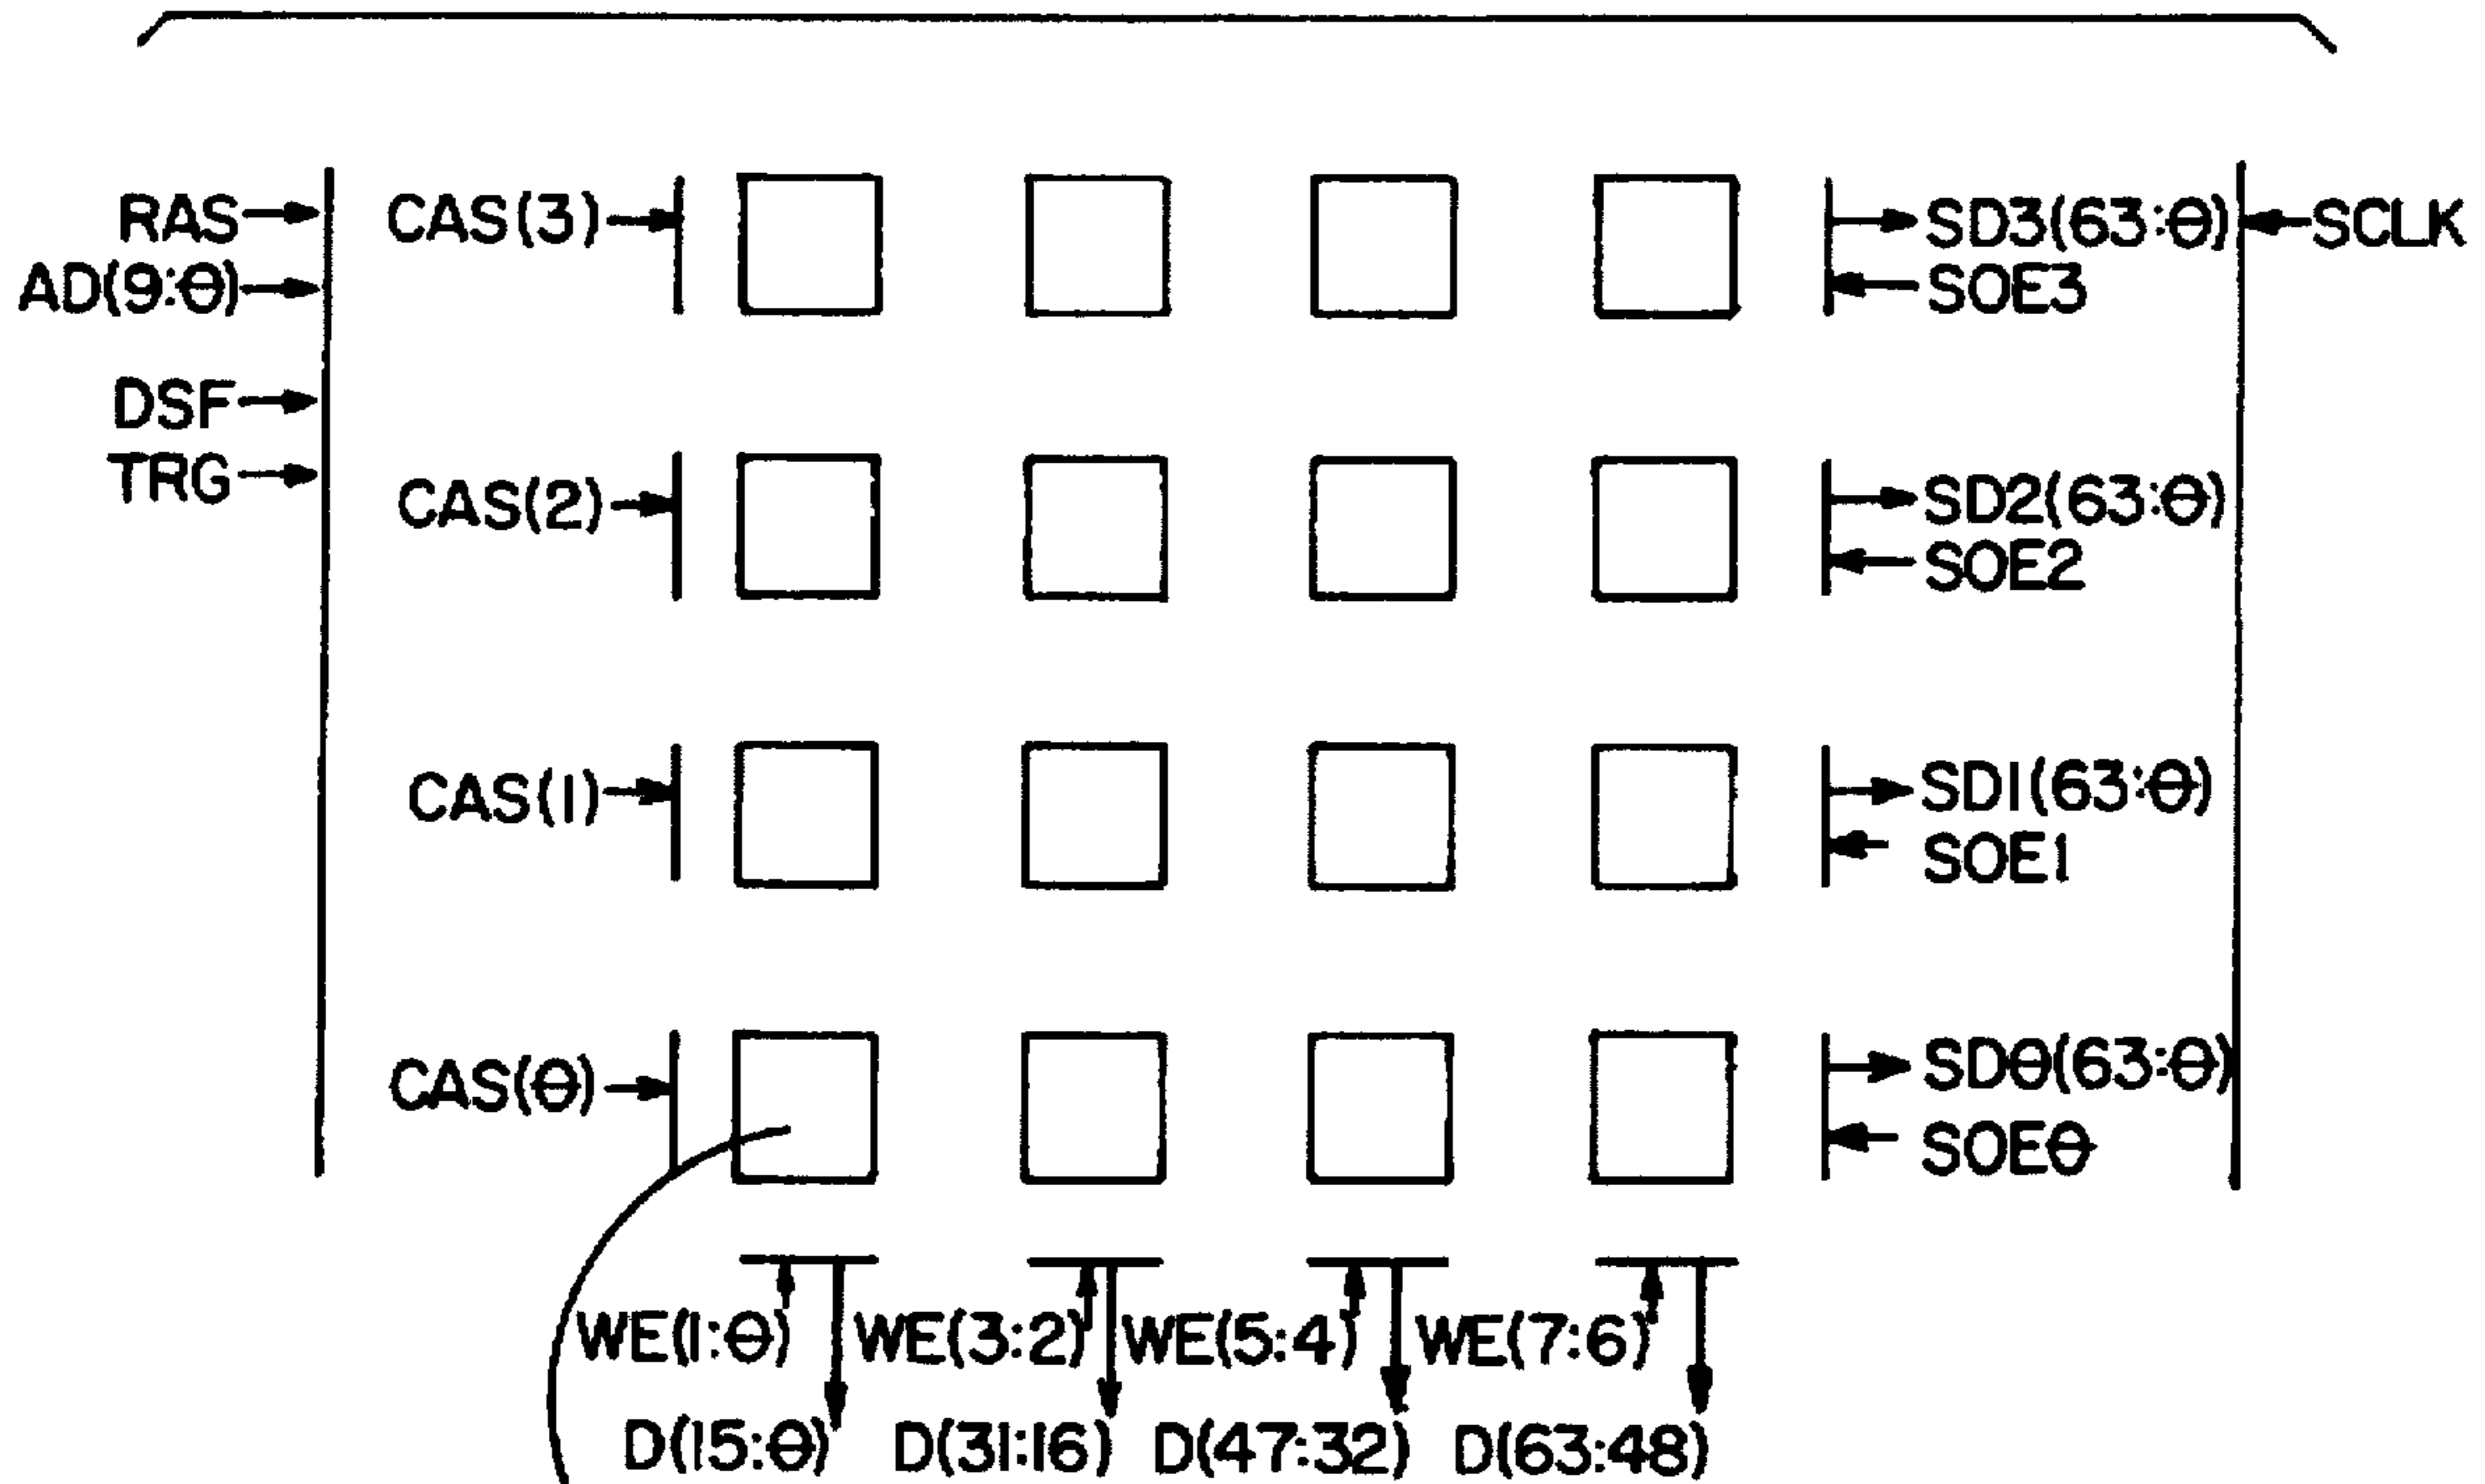 RAS CAS(3) SD3(63:0) SCLK
AD(9:0) SOE3
DSF
TRG CAS(2) SD2(63:0)
SOE2
CAS(1) SD1(63:0)
SOE1
CAS(0) SD0(63:0)
SOE0
WE(1:0) WE(3:2) WE(5:4) WE(7:6)
D(15:0) D(31:16) D(47:32) D(63:48)